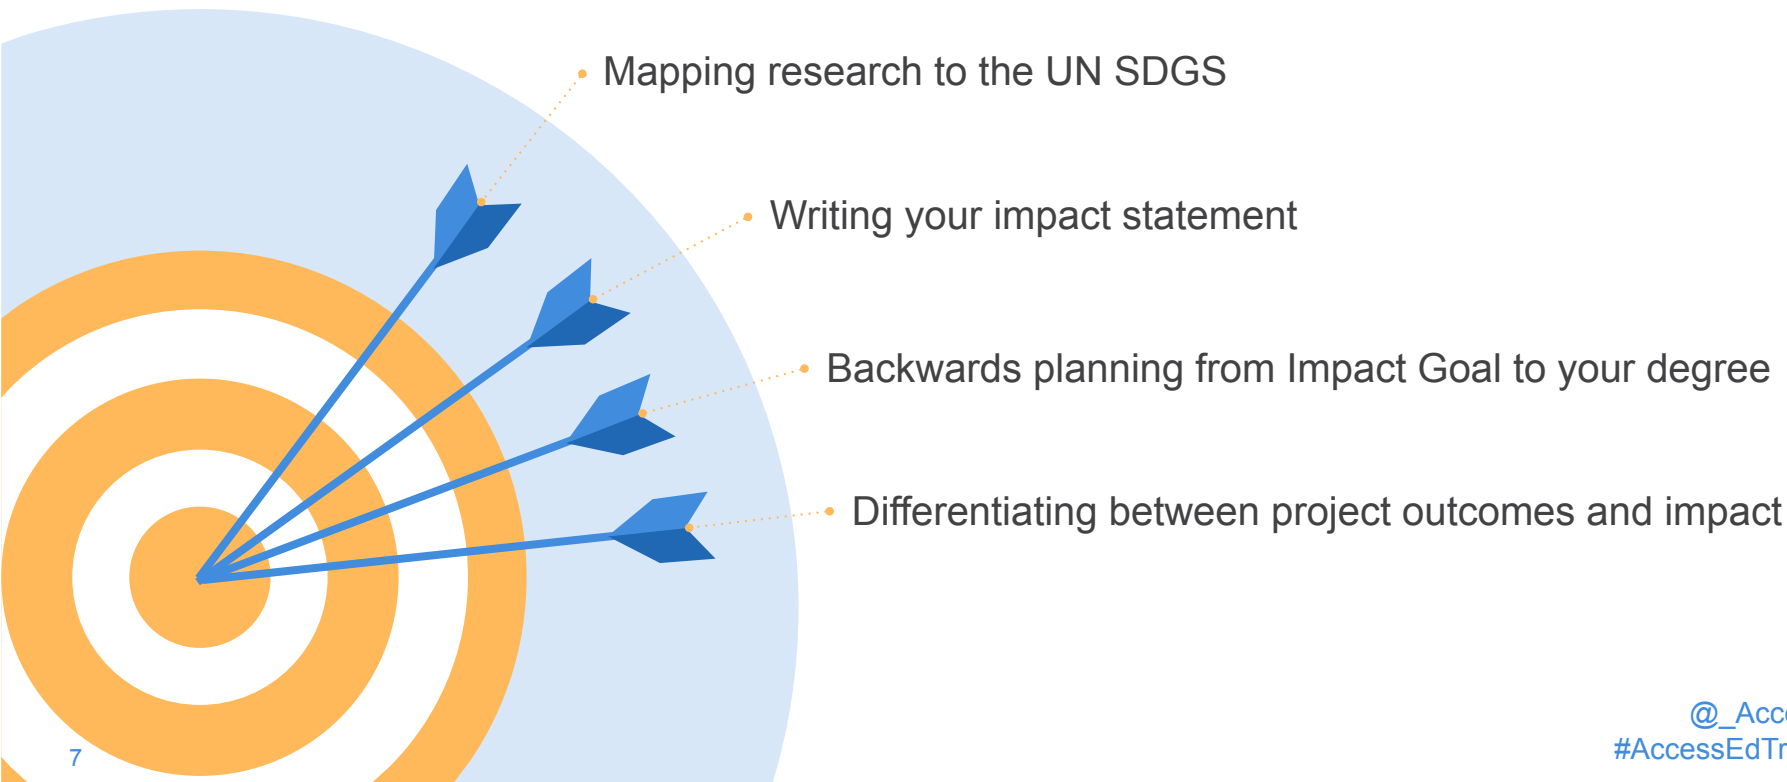 Mapping research to the UN SDGS
Writing your impact statement
Backwards planning from Impact Goal to your degree
Differentiating between project outcomes and impact
7